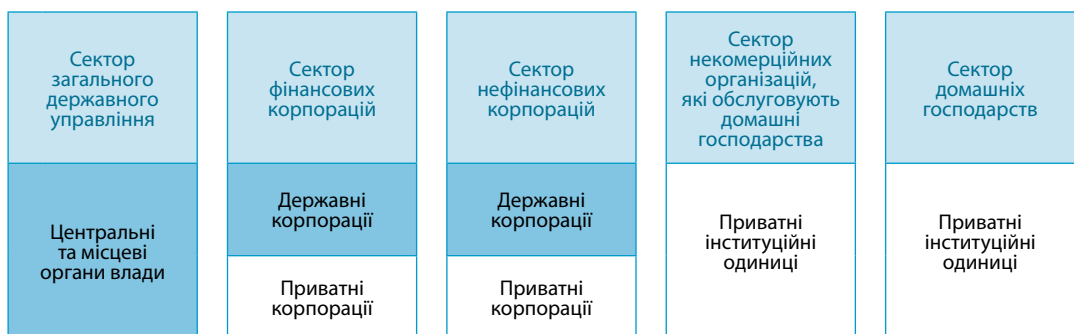 Сектор
загального
державного
управління
Центральні
та місцеві
органи влади
Сектор
фінансових
корпорацій
Державні
корпорації
Приватні
корпорації
Сектор
нефінансових
корпорацій
Державні
корпорації
Приватні
корпорації
Сектор
некомерційних
організацій,
які обслуговують
домашні
господарства
Приватні
інституційні
одиниці
Сектор
домашніх
господарств
Приватні
інституційні
одиниці